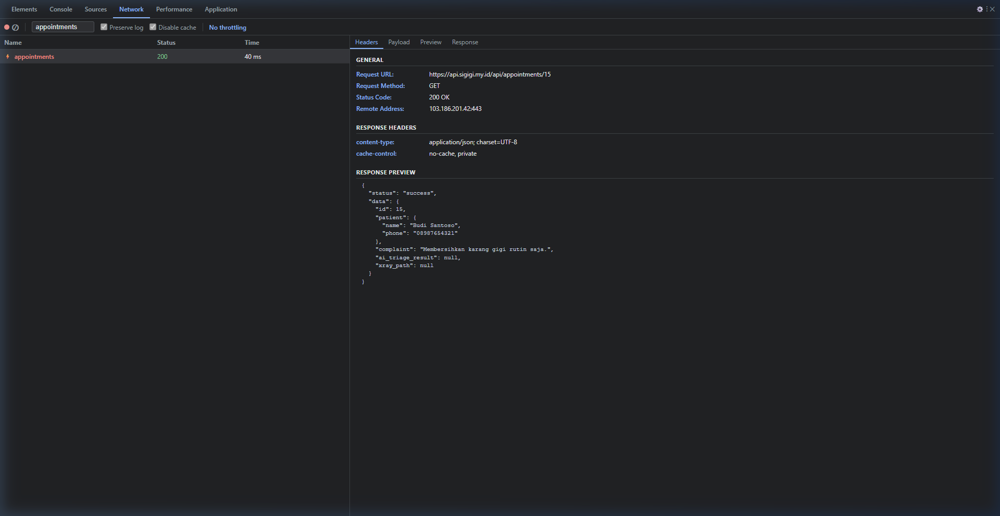 Elements Console Sources Network Performance Application
appointments Preserve log Disable cache No throttling
Name Status Time
appointments 200 40 ms
Headers Payload Preview Response
GENERAL
Request URL: https://api.sigigi.my.id/api/appointments/15
Request Method: GET
Status Code: 200 OK
Remote Address: 103.186.201.42:443
RESPONSE HEADERS
content-type: application/json; charset=UTF-8
cache-control: no-cache, private
RESPONSE PREVIEW
{
  "status": "success",
  "data": {
    "id": 15,
    "patient": {
      "name": "Budi Santoso",
      "phone": "08987654321"
    },
    "complaint": "Membersihkan karang gigi rutin saja.",
    "ai_triage_result": null,
    "xray_path": null
  }
}